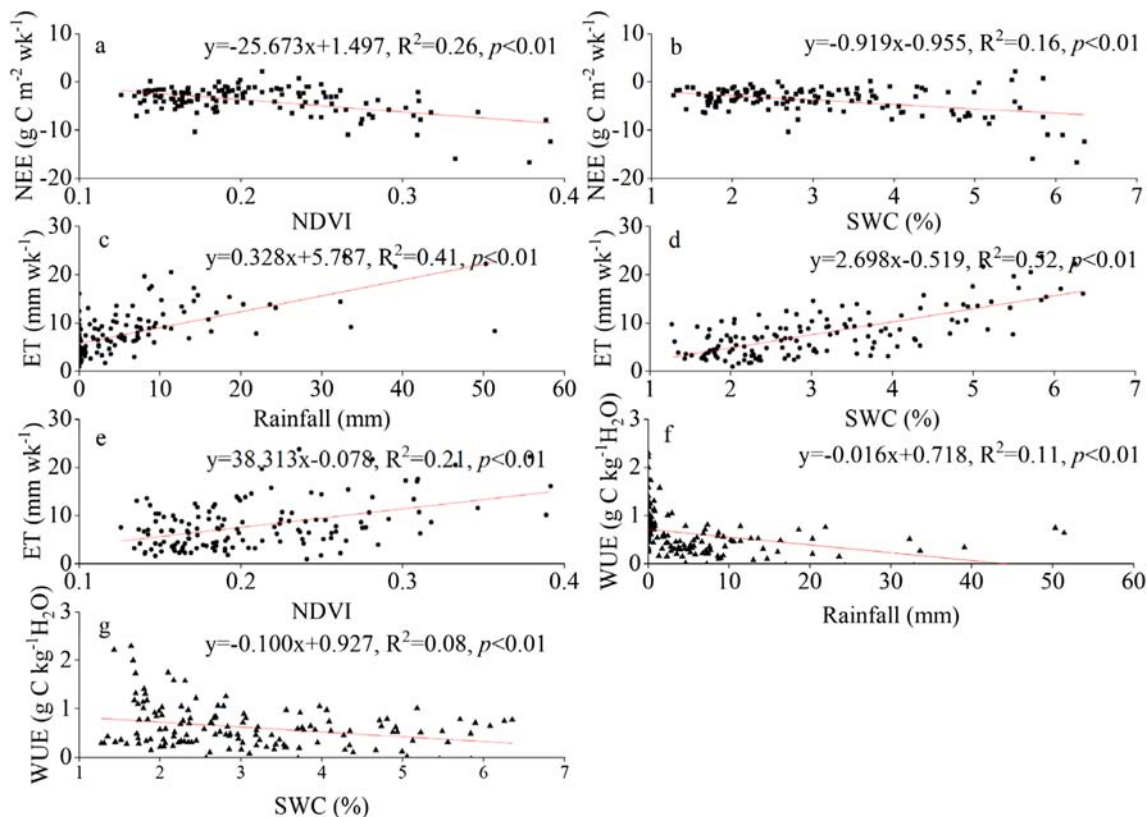 a
y=-25.673x+1.497, R²=0.26, p<0.01
NEE (g C m⁻² wk⁻¹)
10
0
-10
-20
0.1 0.2 0.3 0.4
NDVI
b
y=-0.919x-0.955, R²=0.16, p<0.01
NEE (g C m⁻² wk⁻¹)
10
0
-10
-20
1 2 3 4 5 6 7
SWC (%)
c
y=0.328x+5.787, R²=0.41, p<0.01
ET (mm wk⁻¹)
30
20
10
0
0 10 20 30 40 50 60
Rainfall (mm)
d
y=2.698x-0.519, R²=0.52, p<0.01
ET (mm wk⁻¹)
30
20
10
0
1 2 3 4 5 6 7
SWC (%)
e
y=38.313x-0.078, R²=0.21, p<0.01
ET (mm wk⁻¹)
30
20
10
0
0.1 0.2 0.3 0.4
NDVI
f
y=-0.016x+0.718, R²=0.11, p<0.01
WUE (g C kg⁻¹H₂O)
3
2
1
0
0 10 20 30 40 50 60
Rainfall (mm)
g
y=-0.100x+0.927, R²=0.08, p<0.01
WUE (g C kg⁻¹H₂O)
3
2
1
0
1 2 3 4 5 6 7
SWC (%)